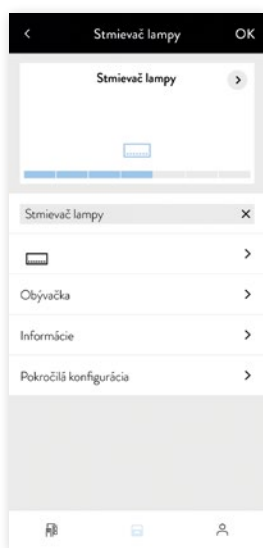 Stmievač lampy OK
Stmievač lampy
Stmievač lampy
Obývačka
Informácie
Pokročilá konfigurácia